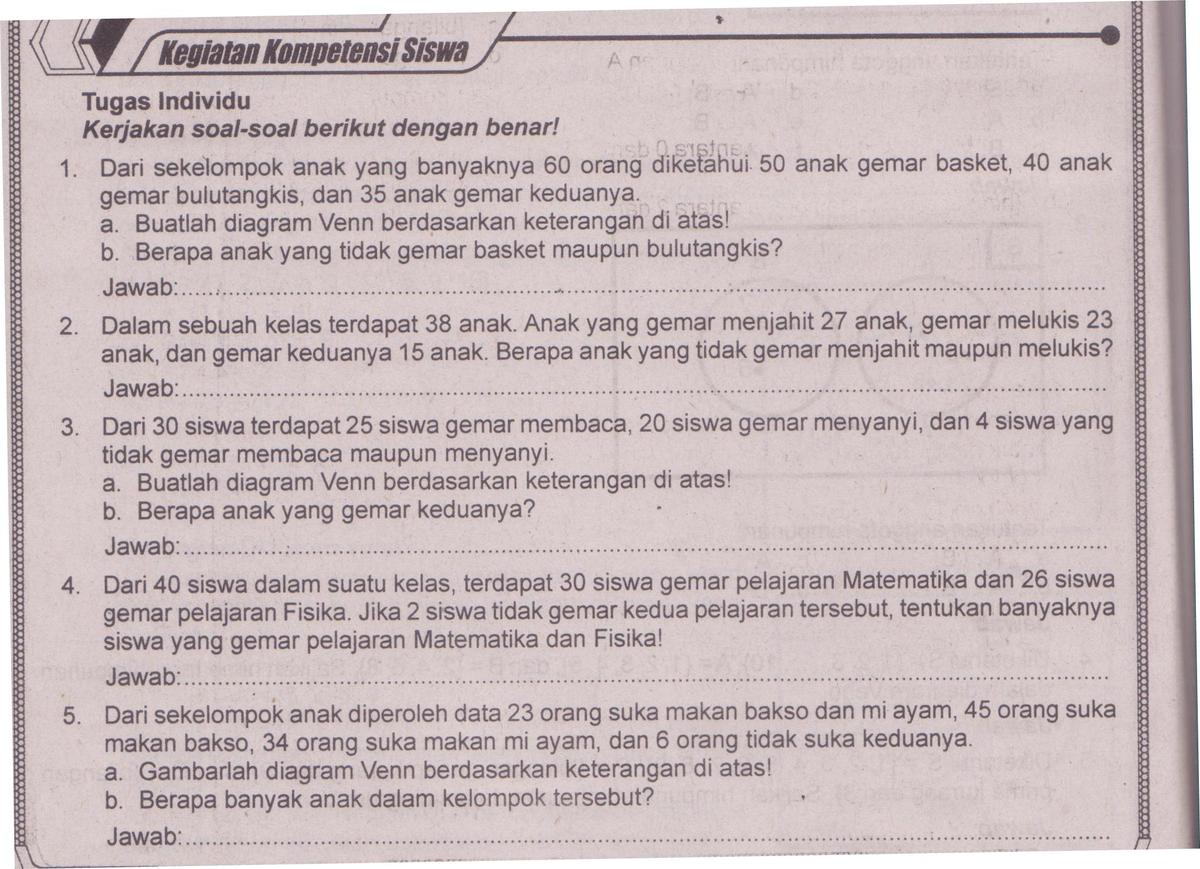 Kegiatan Kompetensi Siswa
Tugas Individu
Kerjakan soal-soal berikut dengan benar!
1. Dari sekelompok anak yang banyaknya 60 orang diketahui 50 anak gemar basket, 40 anak
gemar bulutangkis, dan 35 anak gemar keduanya.
a. Buatlah diagram Venn berdasarkan keterangan di atas!
b. Berapa anak yang tidak gemar basket maupun bulutangkis?
Jawab:
2. Dalam sebuah kelas terdapat 38 anak. Anak yang gemar menjahit 27 anak, gemar melukis 23
anak, dan gemar keduanya 15 anak. Berapa anak yang tidak gemar menjahit maupun melukis?
Jawab:
3. Dari 30 siswa terdapat 25 siswa gemar membaca, 20 siswa gemar menyanyi, dan 4 siswa yang
tidak gemar membaca maupun menyanyi.
a. Buatlah diagram Venn berdasarkan keterangan di atas!
b. Berapa anak yang gemar keduanya?
Jawab:
4. Dari 40 siswa dalam suatu kelas, terdapat 30 siswa gemar pelajaran Matematika dan 26 siswa
gemar pelajaran Fisika. Jika 2 siswa tidak gemar kedua pelajaran tersebut, tentukan banyaknya
siswa yang gemar pelajaran Matematika dan Fisika!
Jawab:
5. Dari sekelompok anak diperoleh data 23 orang suka makan bakso dan mi ayam, 45 orang suka
makan bakso, 34 orang suka makan mi ayam, dan 6 orang tidak suka keduanya.
a. Gambarlah diagram Venn berdasarkan keterangan di atas!
b. Berapa banyak anak dalam kelompok tersebut?
Jawab: